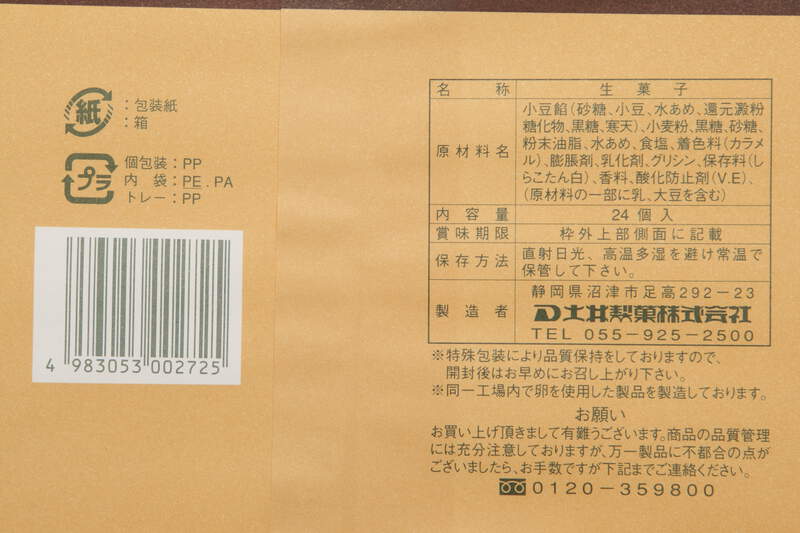 紙
：包装紙
：箱
プラ
個包装：PP
内　袋：PE．PA
トレー：PP
4 983053 002725
名　称　生　菓　子
原材料名　小豆餡（砂糖、小豆、水あめ、還元澱粉
糖化物、黒糖、寒天）、小麦粉、黒糖、砂糖、
粉末油脂、水あめ、食塩、着色料（カラメ
ル）、膨脹剤、乳化剤、グリシン、保存料（し
らこたん白）、香料、酸化防止剤（V.E）、
（原材料の一部に乳、大豆を含む）
内 容 量　24個入
賞味期限　枠外上部側面に記載
保存方法　直射日光、高温多湿を避け常温で
保管して下さい。
製 造 者　静岡県沼津市足高292－23
土井製菓株式会社
TEL 055－925－2500
※特殊包装により品質保持をしておりますので、
開封後はお早めにお召し上がり下さい。
※同一工場内で卵を使用した製品を製造しております。
お願い
お買い上げ頂きまして有難うございます。商品の品質管理
には充分注意しておりますが、万一製品に不都合の点が
ございましたら、お手数ですが下記までご連絡ください。
0120－359800